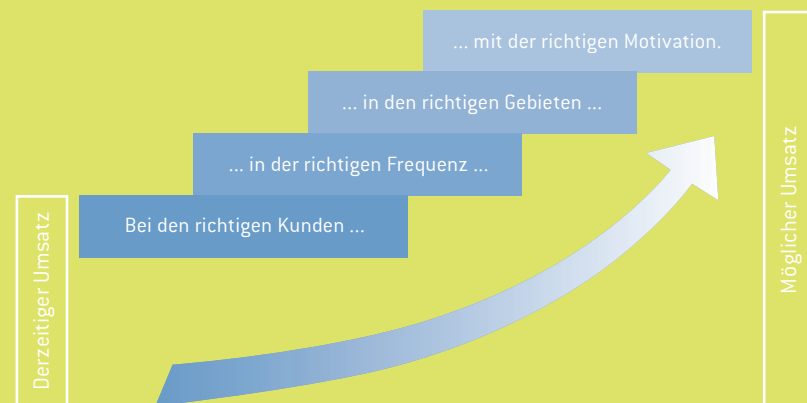 ... mit der richtigen Motivation.
... in den richtigen Gebieten ...
... in der richtigen Frequenz ...
Bei den richtigen Kunden ...
Derzeitiger Umsatz
Möglicher Umsatz